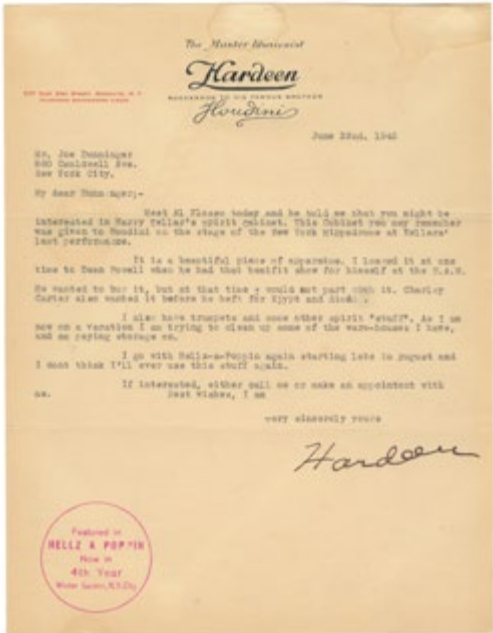 The Master Illusionist
Hardeen
SUCCESSOR TO HIS FAMOUS BROTHER
Houdini
June 22nd, 194
Mr. Joe Dunninger
Cauldwell Ave.
New York City.
My dear Dunninger;-
Meet Al Flosso today and he told me that you might be
interested in Harry Kellar's spirit cabinet. This Cabinet you may remember
was given to Houdini on the stage of the New York Hippodrome at Kellars'
last performance.
It is a beautiful piece of apparatus. I loaned it at one
time to Powell when he had that benifit show for himself at the
He wanted to buy it, but at that time I would not part with it. Charley
Carter also wanted it before he left for Egypt and
I also have trumpets and some other spirit "stuff". As I am
now on a vacation I am trying to clean up some of the ware-houses I have,
and am paying storage on.
I go with Hellz-a-Poppin again starting late in august and
I dont think I'll ever use this stuff again.
If interested, either call me or make an appointment with
me. Best wishes, I am
very sincerely yours
Hardeen
Featured in
HELLZ A POPPIN
Now in
4th Year
Winter Garden, N.Y. City